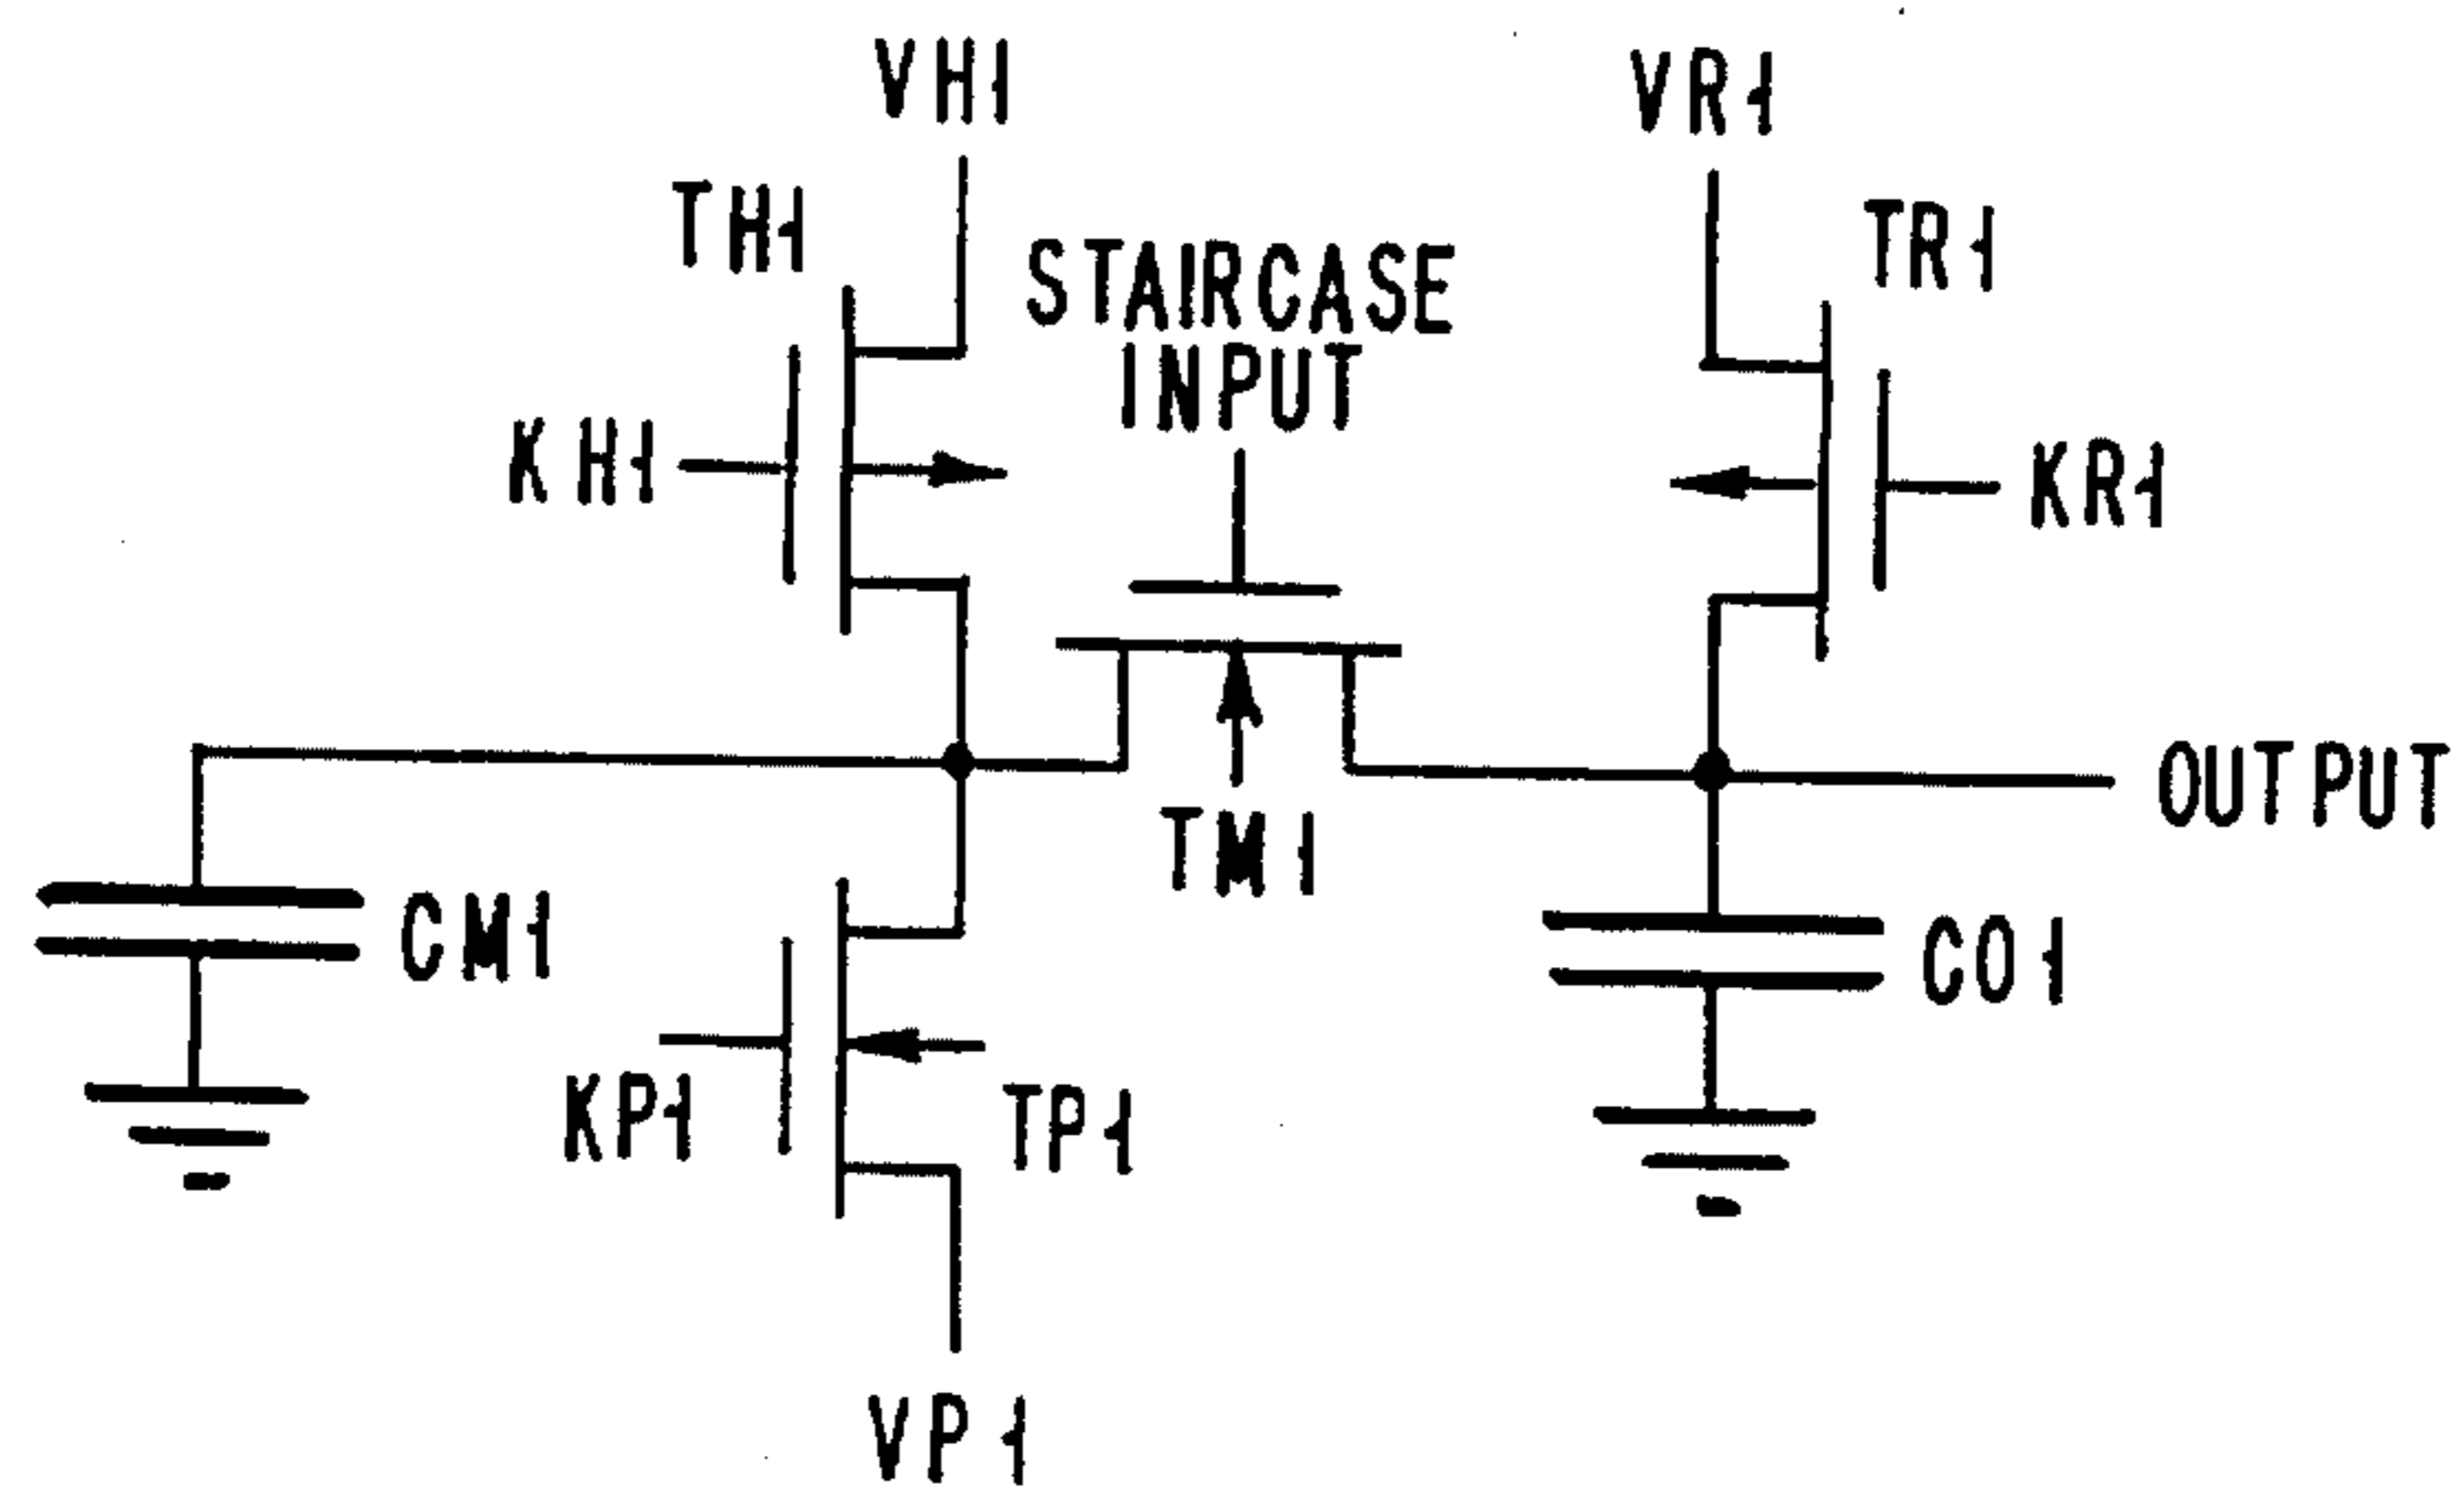 VH1
VR1
TH1
TR1
STAIRCASE
INPUT
KH1
KR1
OUTPUT
TM1
CM1
CO1
KP1
TP1
VP1